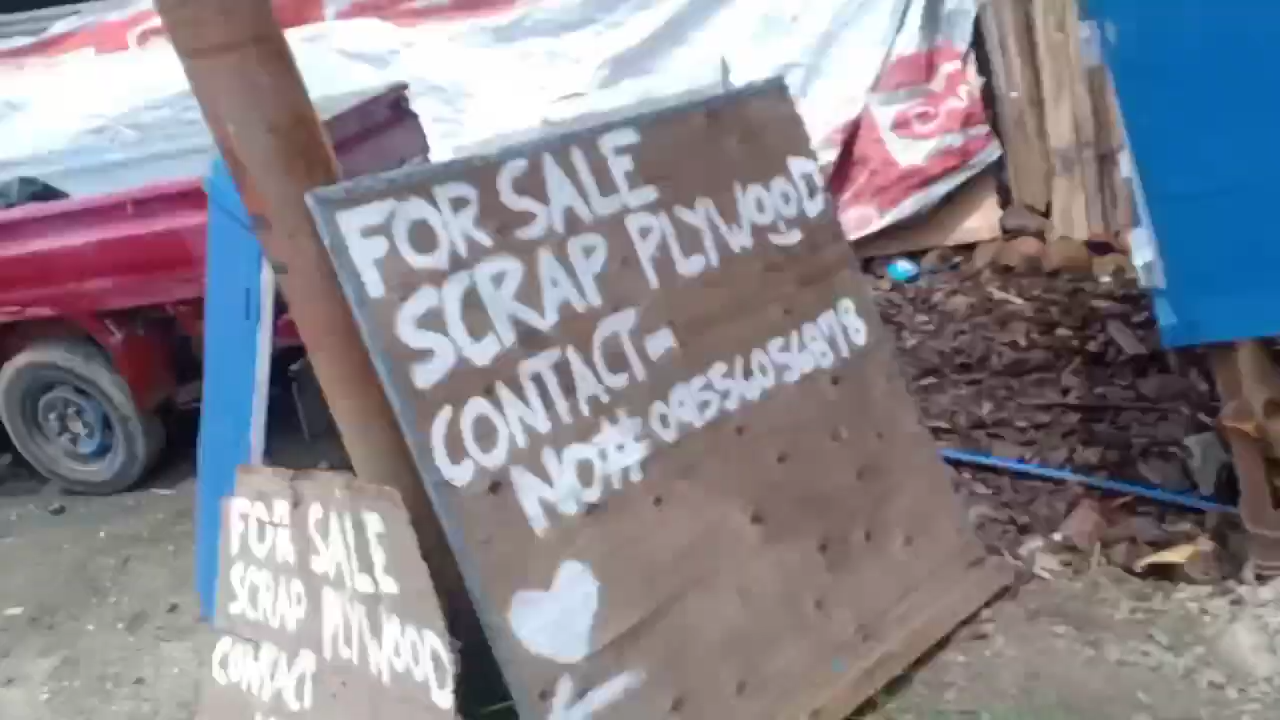 FOR SALE
SCRAP PLYWOOD
CONTACT-
NO# 09556056878
FOR SALE
SCRAP PLYWOOD
CONTACT